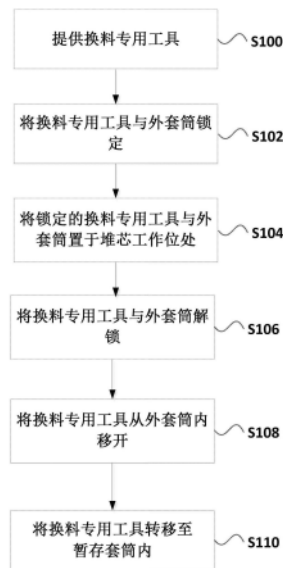 提供换料专用工具
S100
将换料专用工具与外套筒锁
定
S102
将锁定的换料专用工具与外
套筒置于堆芯工作位处
S104
将换料专用工具与外套筒解
锁
S106
将换料专用工具从外套筒内
移开
S108
将换料专用工具转移至
暂存套筒内
S110